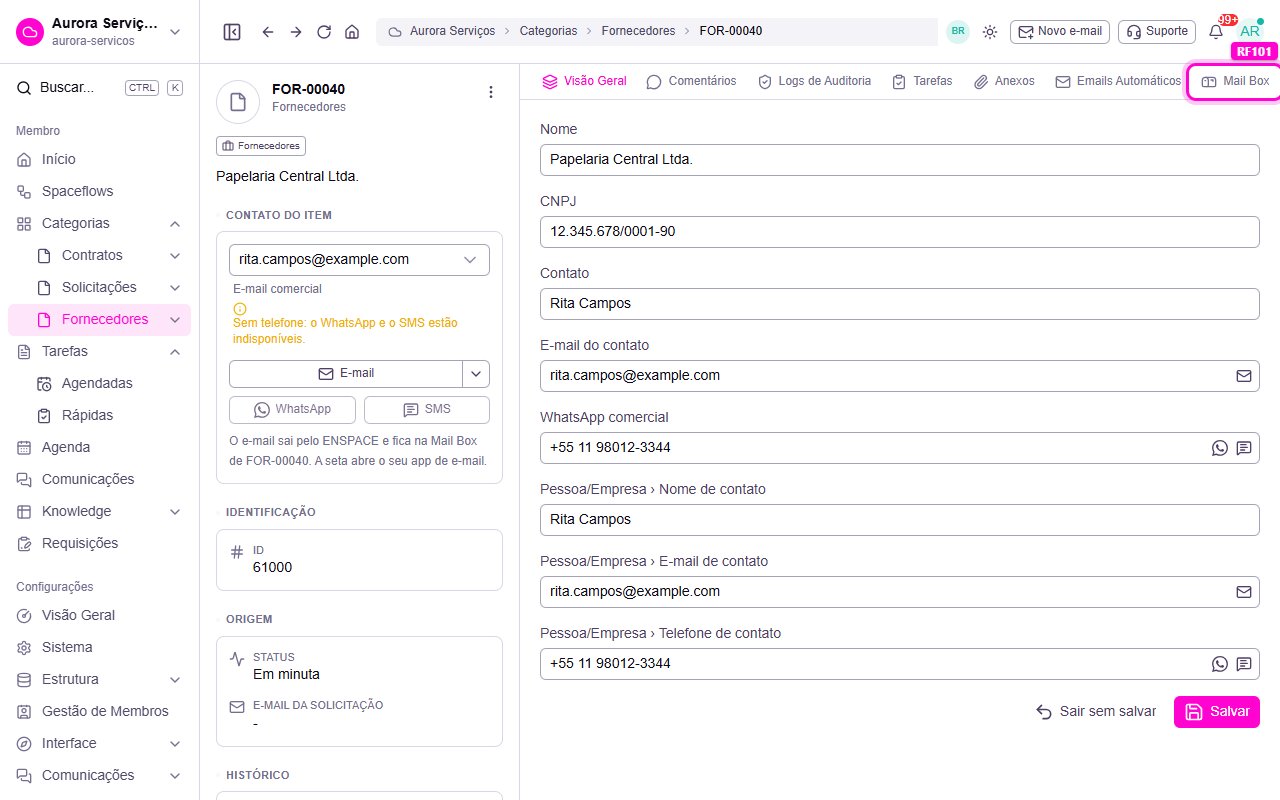 Aurora Serviç...
aurora-servicos
Buscar...
CTRL
K
Membro
Início
Spaceflows
Categorias
Contratos
Solicitações
Fornecedores
Tarefas
Agendadas
Rápidas
Agenda
Comunicações
Knowledge
Requisições
Configurações
Visão Geral
Sistema
Estrutura
Gestão de Membros
Interface
Comunicações
Aurora Serviços
Categorias
Fornecedores
FOR-00040
BR
Novo e-mail
Suporte
99+
AR
RF101
FOR-00040
Fornecedores
Fornecedores
Papelaria Central Ltda.
CONTATO DO ITEM
rita.campos@example.com
E-mail comercial
Sem telefone: o WhatsApp e o SMS estão
indisponíveis.
E-mail
WhatsApp
SMS
O e-mail sai pelo ENSPACE e fica na Mail Box
de FOR-00040. A seta abre o seu app de e-mail.
IDENTIFICAÇÃO
ID
61000
ORIGEM
STATUS
Em minuta
E-MAIL DA SOLICITAÇÃO
-
HISTÓRICO
Visão Geral
Comentários
Logs de Auditoria
Tarefas
Anexos
Emails Automáticos
Mail Box
Nome
Papelaria Central Ltda.
CNPJ
12.345.678/0001-90
Contato
Rita Campos
E-mail do contato
rita.campos@example.com
WhatsApp comercial
+55 11 98012-3344
Pessoa/Empresa › Nome de contato
Rita Campos
Pessoa/Empresa › E-mail de contato
rita.campos@example.com
Pessoa/Empresa › Telefone de contato
+55 11 98012-3344
Sair sem salvar
Salvar